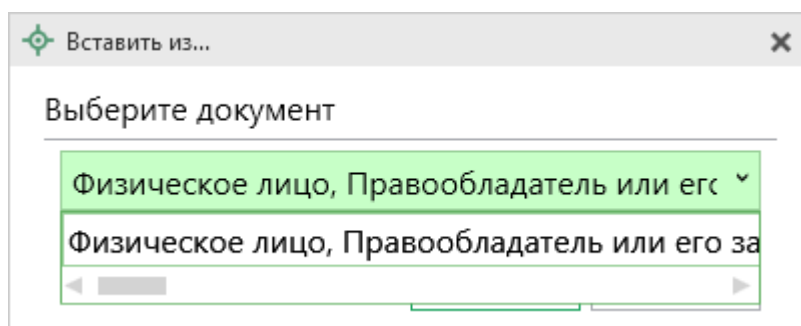 Вставить из...
Выберите документ
Физическое лицо, Правообладатель или его
Физическое лицо, Правообладатель или его за